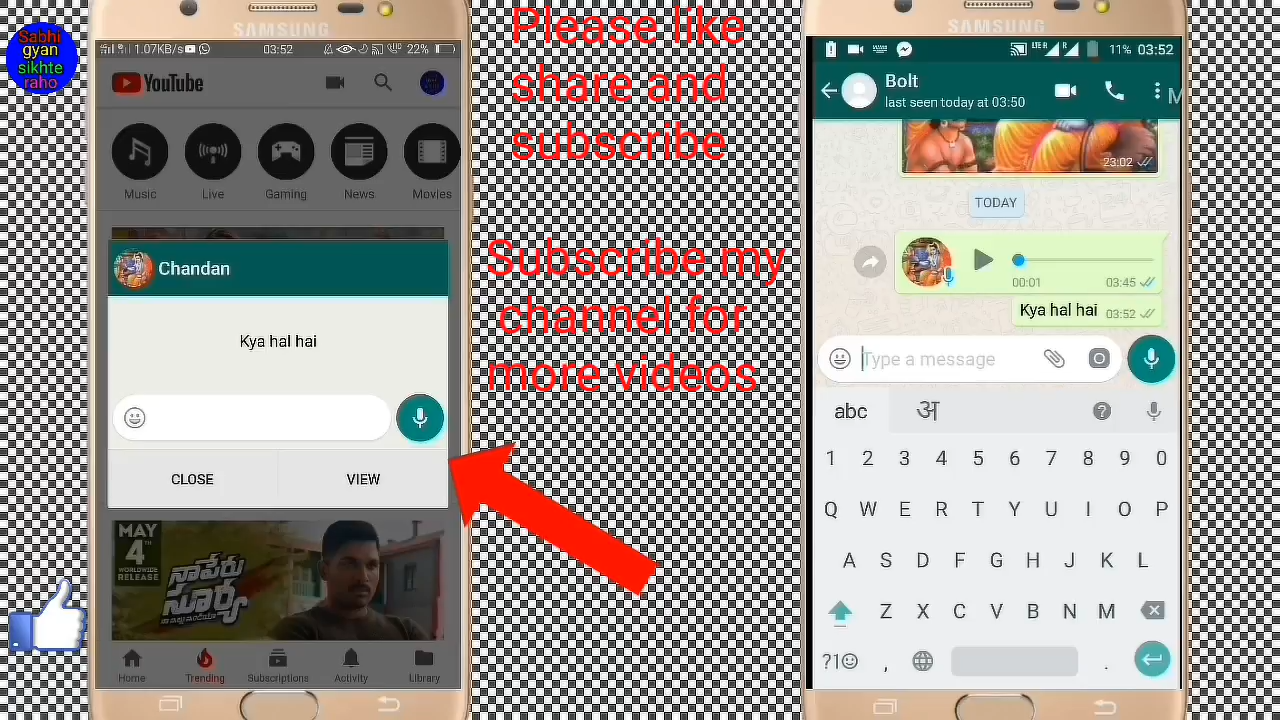 Sabhi
gyan
sikhte
raho
SAMSUNG
1.07KB/s
03:52
22%
YouTube
Music
Live
Gaming
News
Movies
Chandan
Kya hal hai
CLOSE
VIEW
MAY
4TH
WORLDWIDE
RELEASE
నా పేరు
సూర్య
నా ఇల్లు ఇండియా
Home
Trending
Subscriptions
Activity
Library
Please like
share and
subscribe
Subscribe my
channel for
more videos
SAMSUNG
11% 03:52
Bolt
last seen today at 03:50
M
23:02
TODAY
00:01
03:45
Kya hal hai 03:52
Type a message
abc अ ?
1 2 3 4 5 6 7 8 9 0
Q W E R T Y U I O P
A S D F G H J K L
Z X C V B N M
?1☺ , .